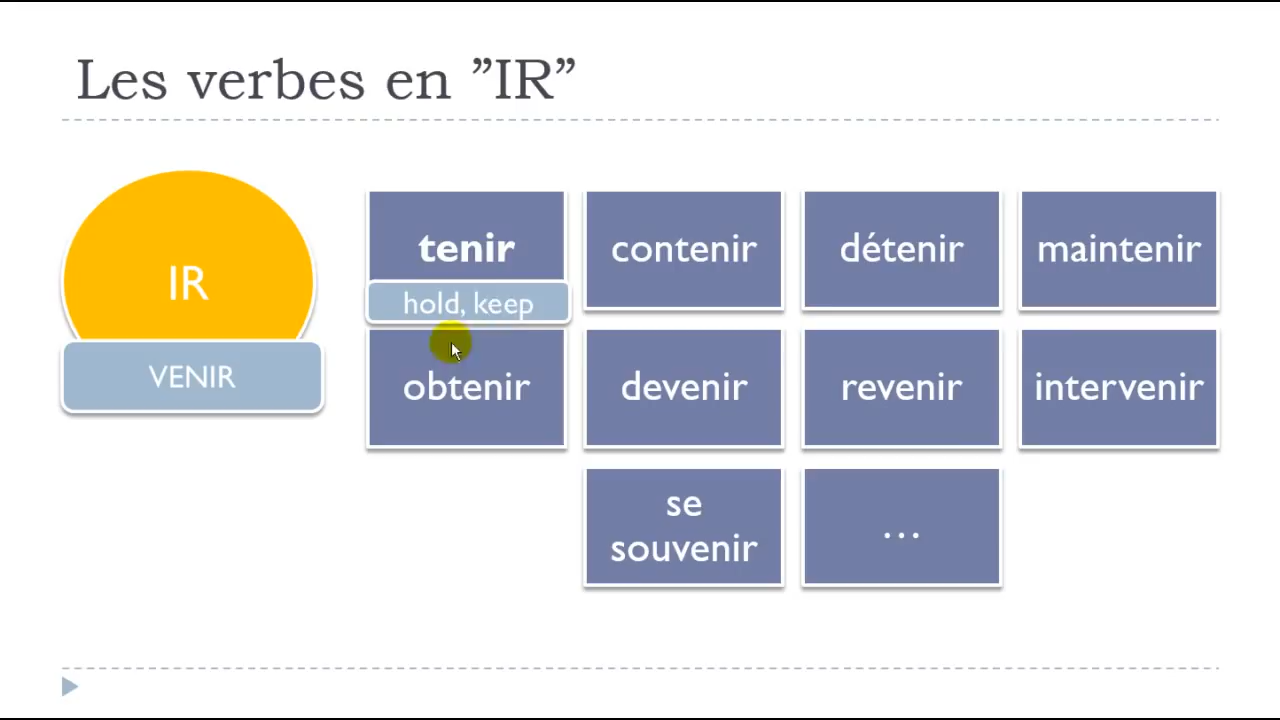 Les verbes en ”IR”
IR
VENIR
tenir
hold, keep
contenir
détenir
maintenir
obtenir
devenir
revenir
intervenir
se
souvenir
...